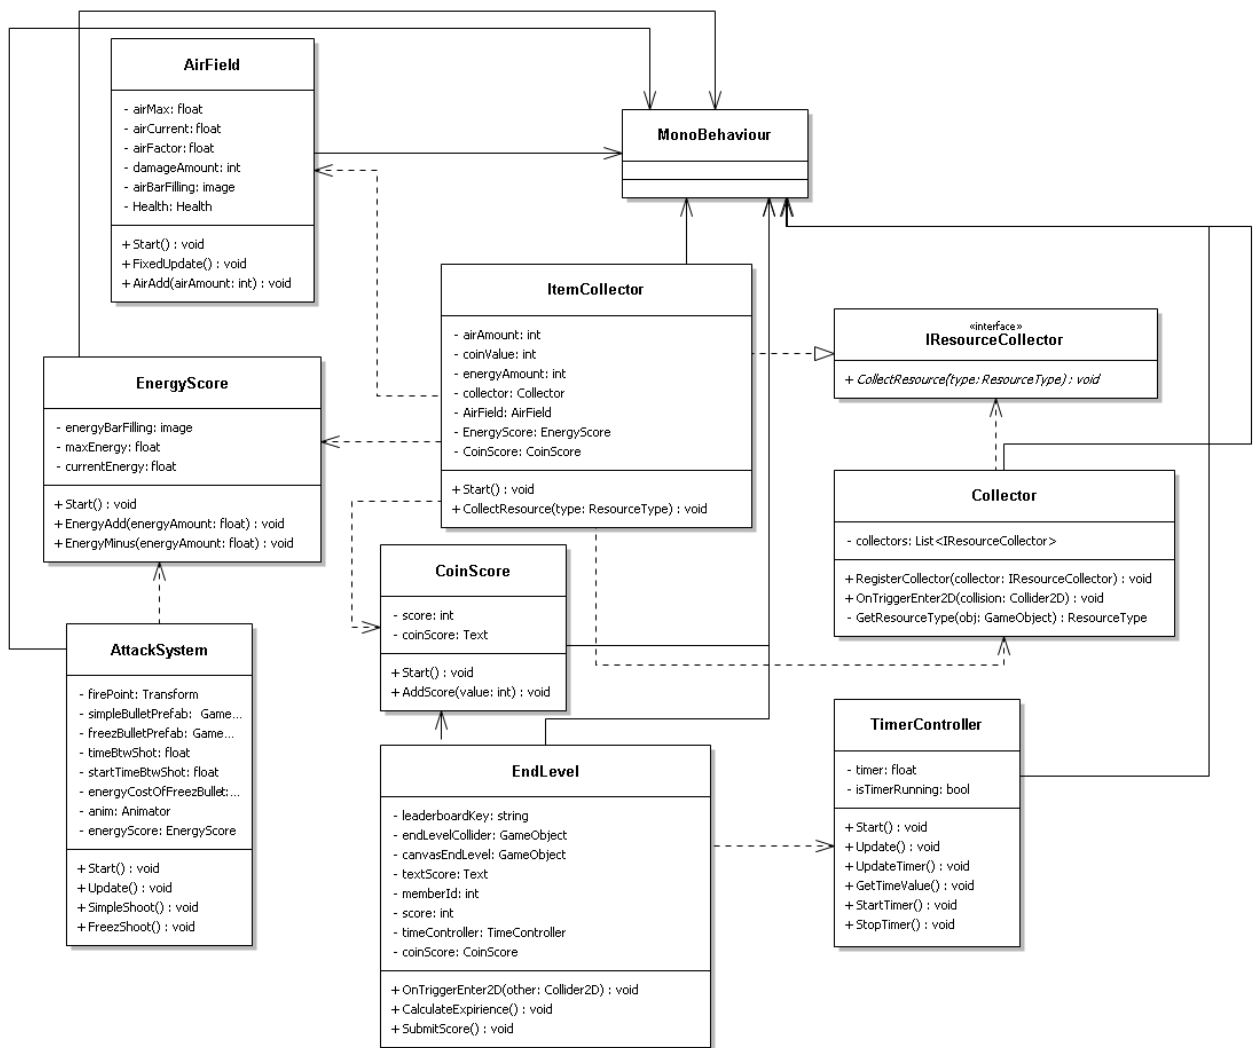 AirField
- airMax: float
- airCurrent: float
- airFactor: float
- damageAmount: int
- airBarFilling: image
- Health: Health
+ Start() : void
+ FixedUpdate() : void
+ AirAdd(airAmount: int) : void
MonoBehaviour
ItemCollector
- airAmount: int
- coinValue: int
- energyAmount: int
- collector: Collector
- AirField: AirField
- EnergyScore: EnergyScore
- CoinScore: CoinScore
+ Start() : void
+ CollectResource(type: ResourceType) : void
«interface»
IResourceCollector
+ CollectResource(type: ResourceType) : void
EnergyScore
- energyBarFilling: image
- maxEnergy: float
- currentEnergy: float
+ Start() : void
+ EnergyAdd(energyAmount: float) : void
+ EnergyMinus(energyAmount: float) : void
Collector
- collectors: List<IResourceCollector>
+ RegisterCollector(collector: IResourceCollector) : void
+ OnTriggerEnter2D(collision: Collider2D) : void
- GetResourceType(obj: GameObject) : ResourceType
CoinScore
- score: int
- coinScore: Text
+ Start() : void
+ AddScore(value: int) : void
AttackSystem
- firePoint: Transform
- simpleBulletPrefab: Game...
- freezBulletPrefab: Game...
- timeBtwShot: float
- startTimeBtwShot: float
- energyCostOfFreezBullet:...
- anim: Animator
- energyScore: EnergyScore
+ Start() : void
+ Update() : void
+ SimpleShoot() : void
+ FreezShoot() : void
EndLevel
- leaderboardKey: string
- endLevelCollider: GameObject
- canvasEndLevel: GameObject
- textScore: Text
- memberId: int
- score: int
- timeController: TimeController
- coinScore: CoinScore
+ OnTriggerEnter2D(other: Collider2D) : void
+ CalculateExpirience() : void
+ SubmitScore() : void
TimerController
- timer: float
- isTimerRunning: bool
+ Start() : void
+ Update() : void
+ UpdateTimer() : void
+ GetTimeValue() : void
+ StartTimer() : void
+ StopTimer() : void